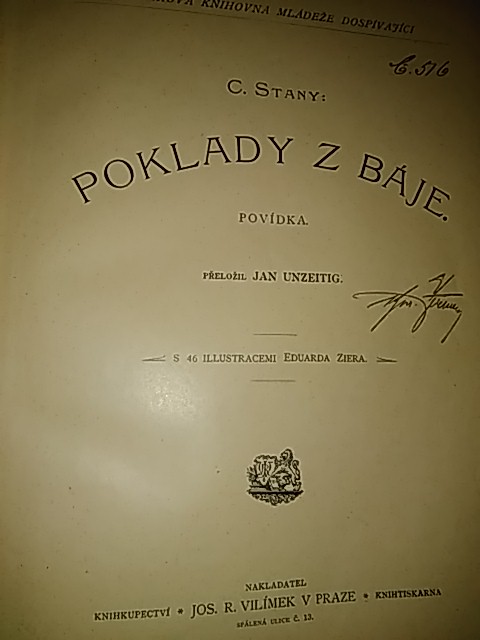 KNIHOVNA MLÁDEŽE DOSPÍVAJÍCÍ
C. 516
C. STANY:
POKLADY Z BÁJE.
POVÍDKA.
PŘELOŽIL JAN UNZEITIG.
S 46 ILLUSTRACEMI EDUARDA ZIERA.
NAKLADATEL
KNIHKUPECTVÍ * JOS. R. VILÍMEK V PRAZE * KNIHTISKARNA
SPÁLENÁ ULICE Č. 13.